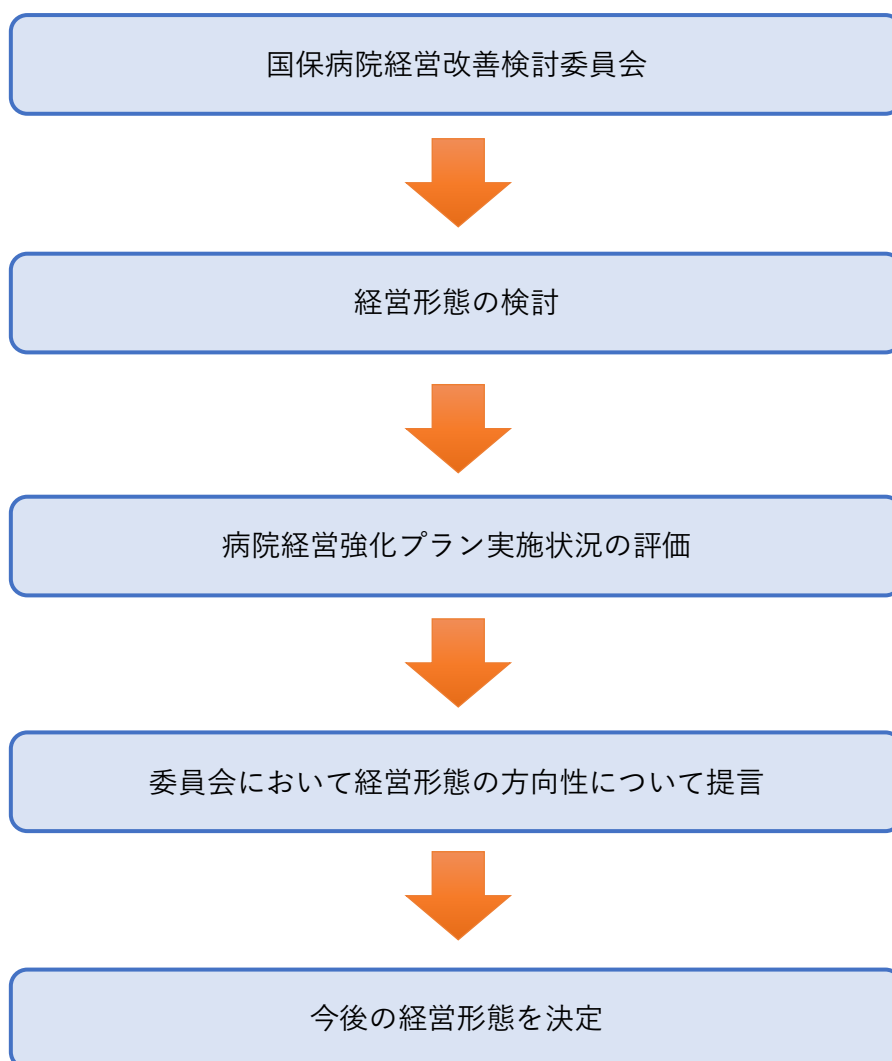 国保病院経営改善検討委員会
経営形態の検討
病院経営強化プラン実施状況の評価
委員会において経営形態の方向性について提言
今後の経営形態を決定